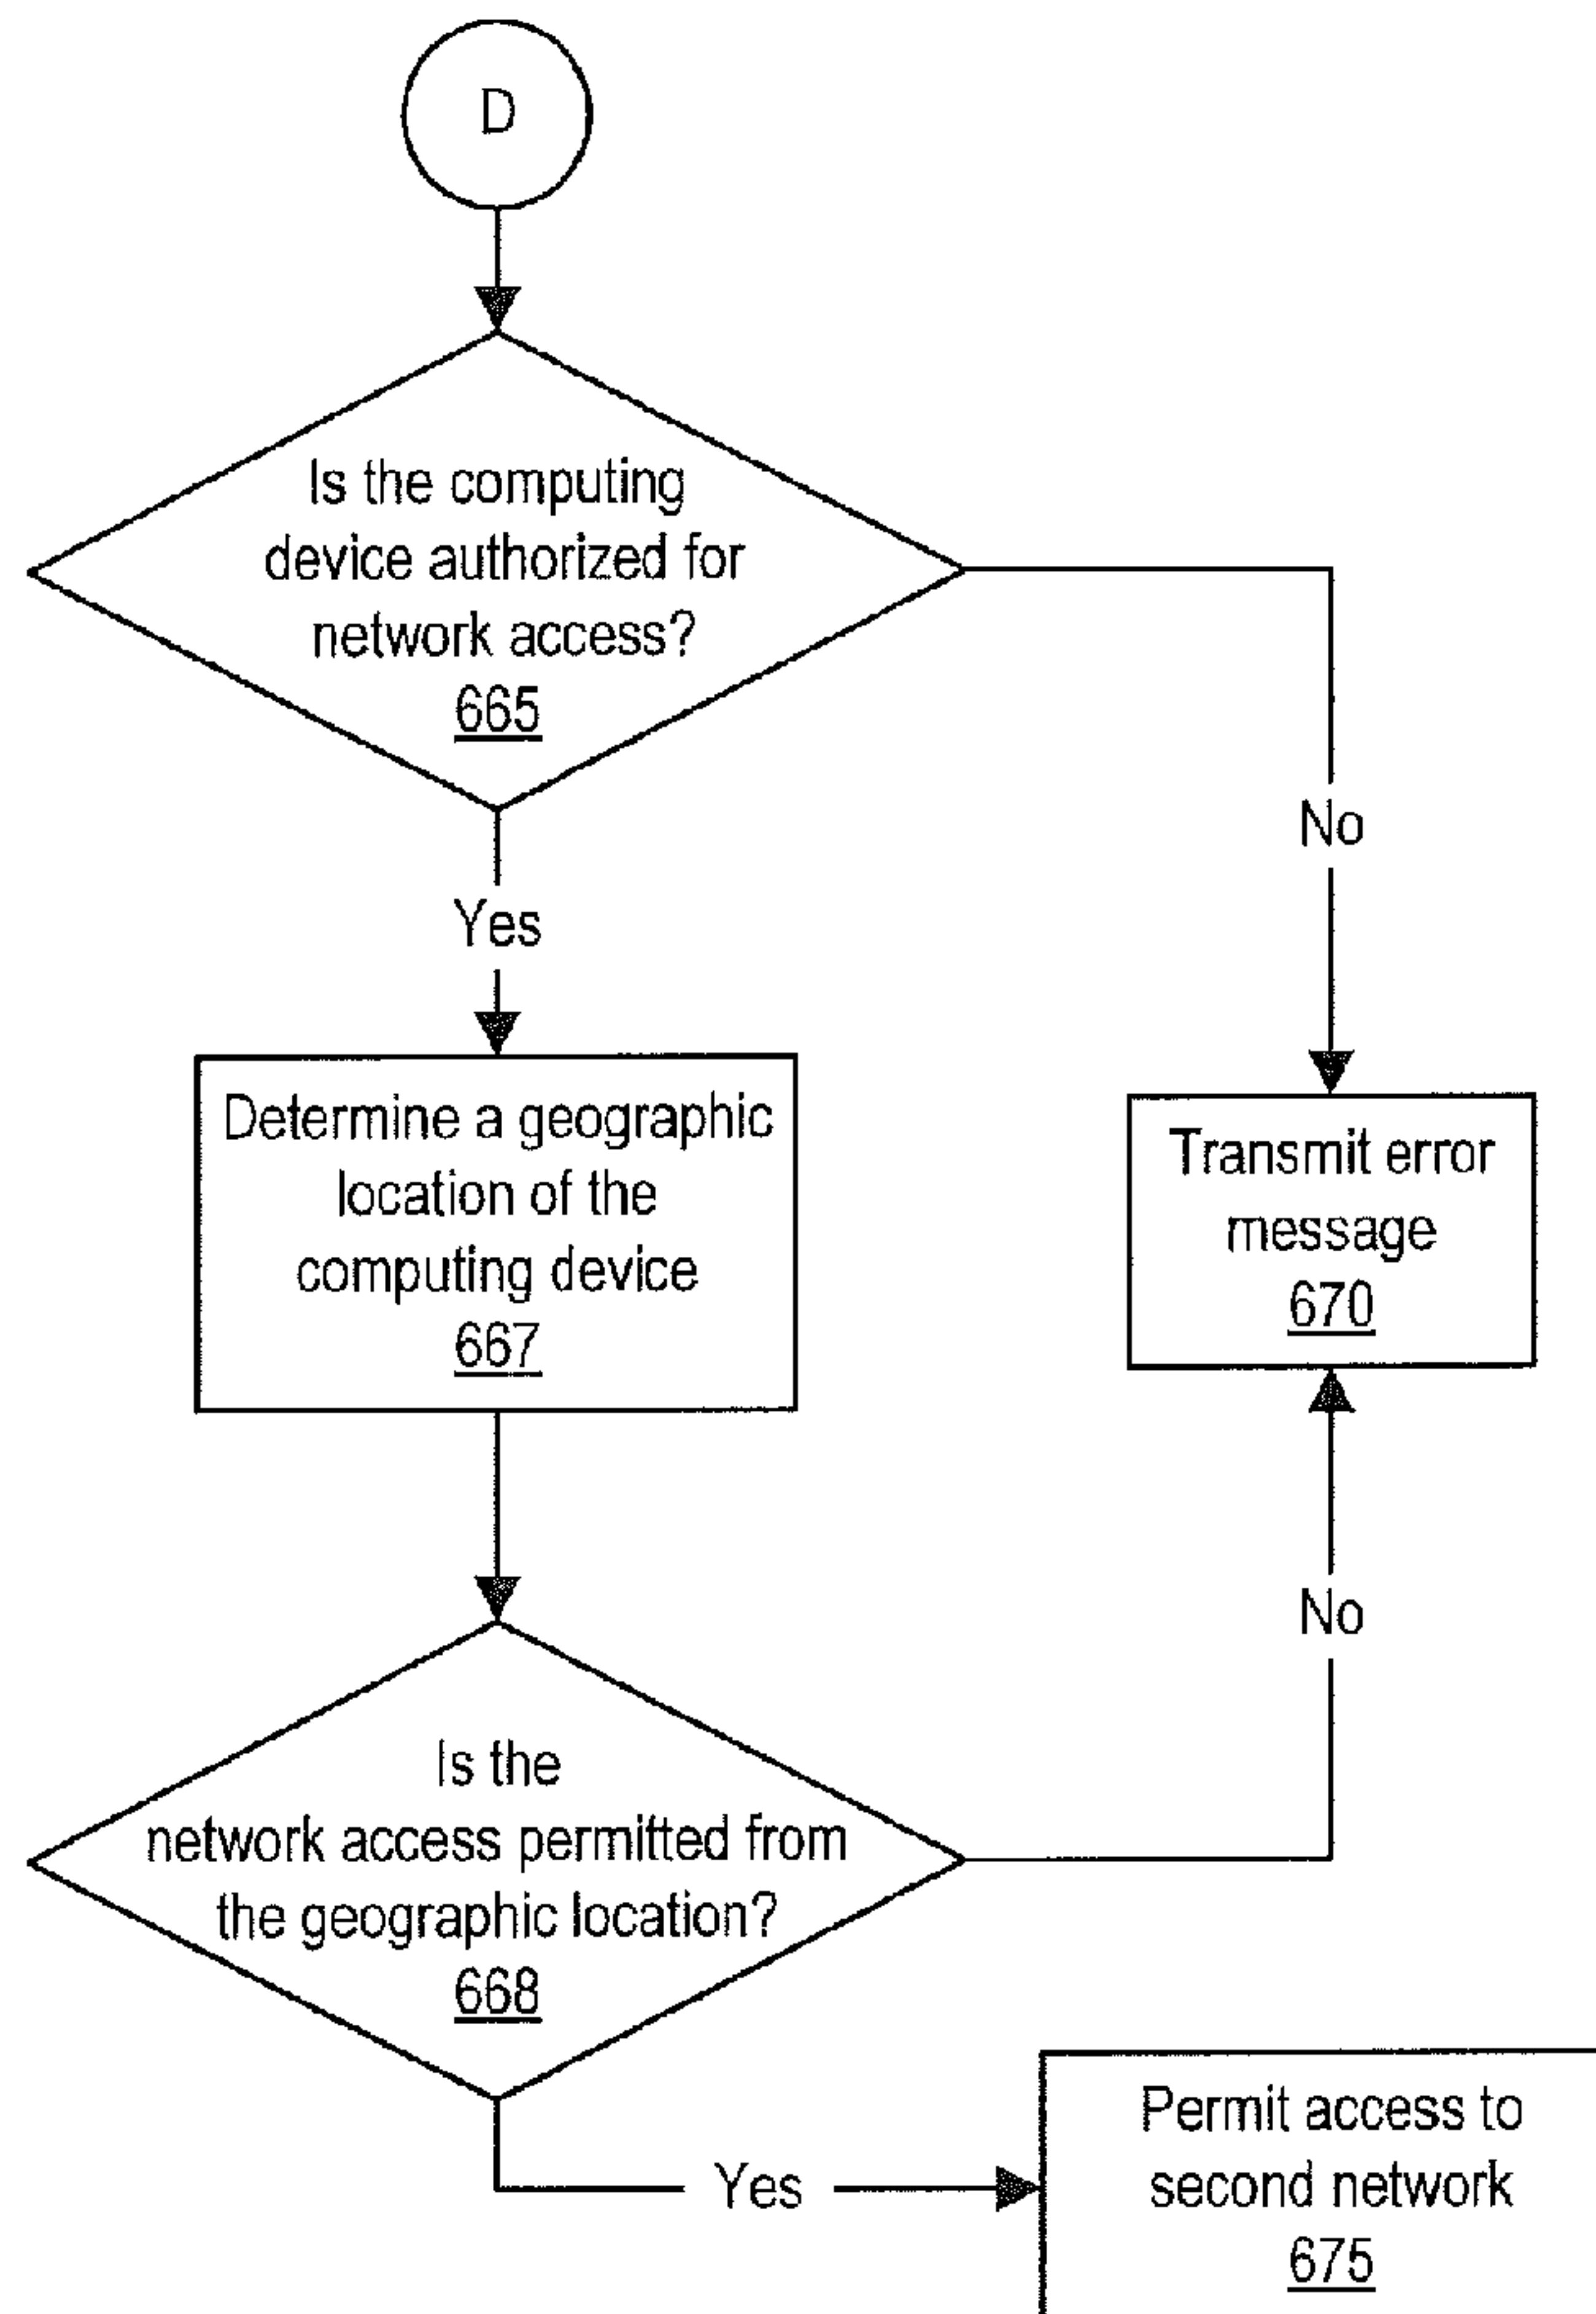 D
Is the computing
device authorized for
network access?
665
No
Yes
Determine a geographic
location of the
computing device
667
Transmit error
message
670
No
Is the
network access permitted from
the geographic location?
668
Yes
Permit access to
second network
675